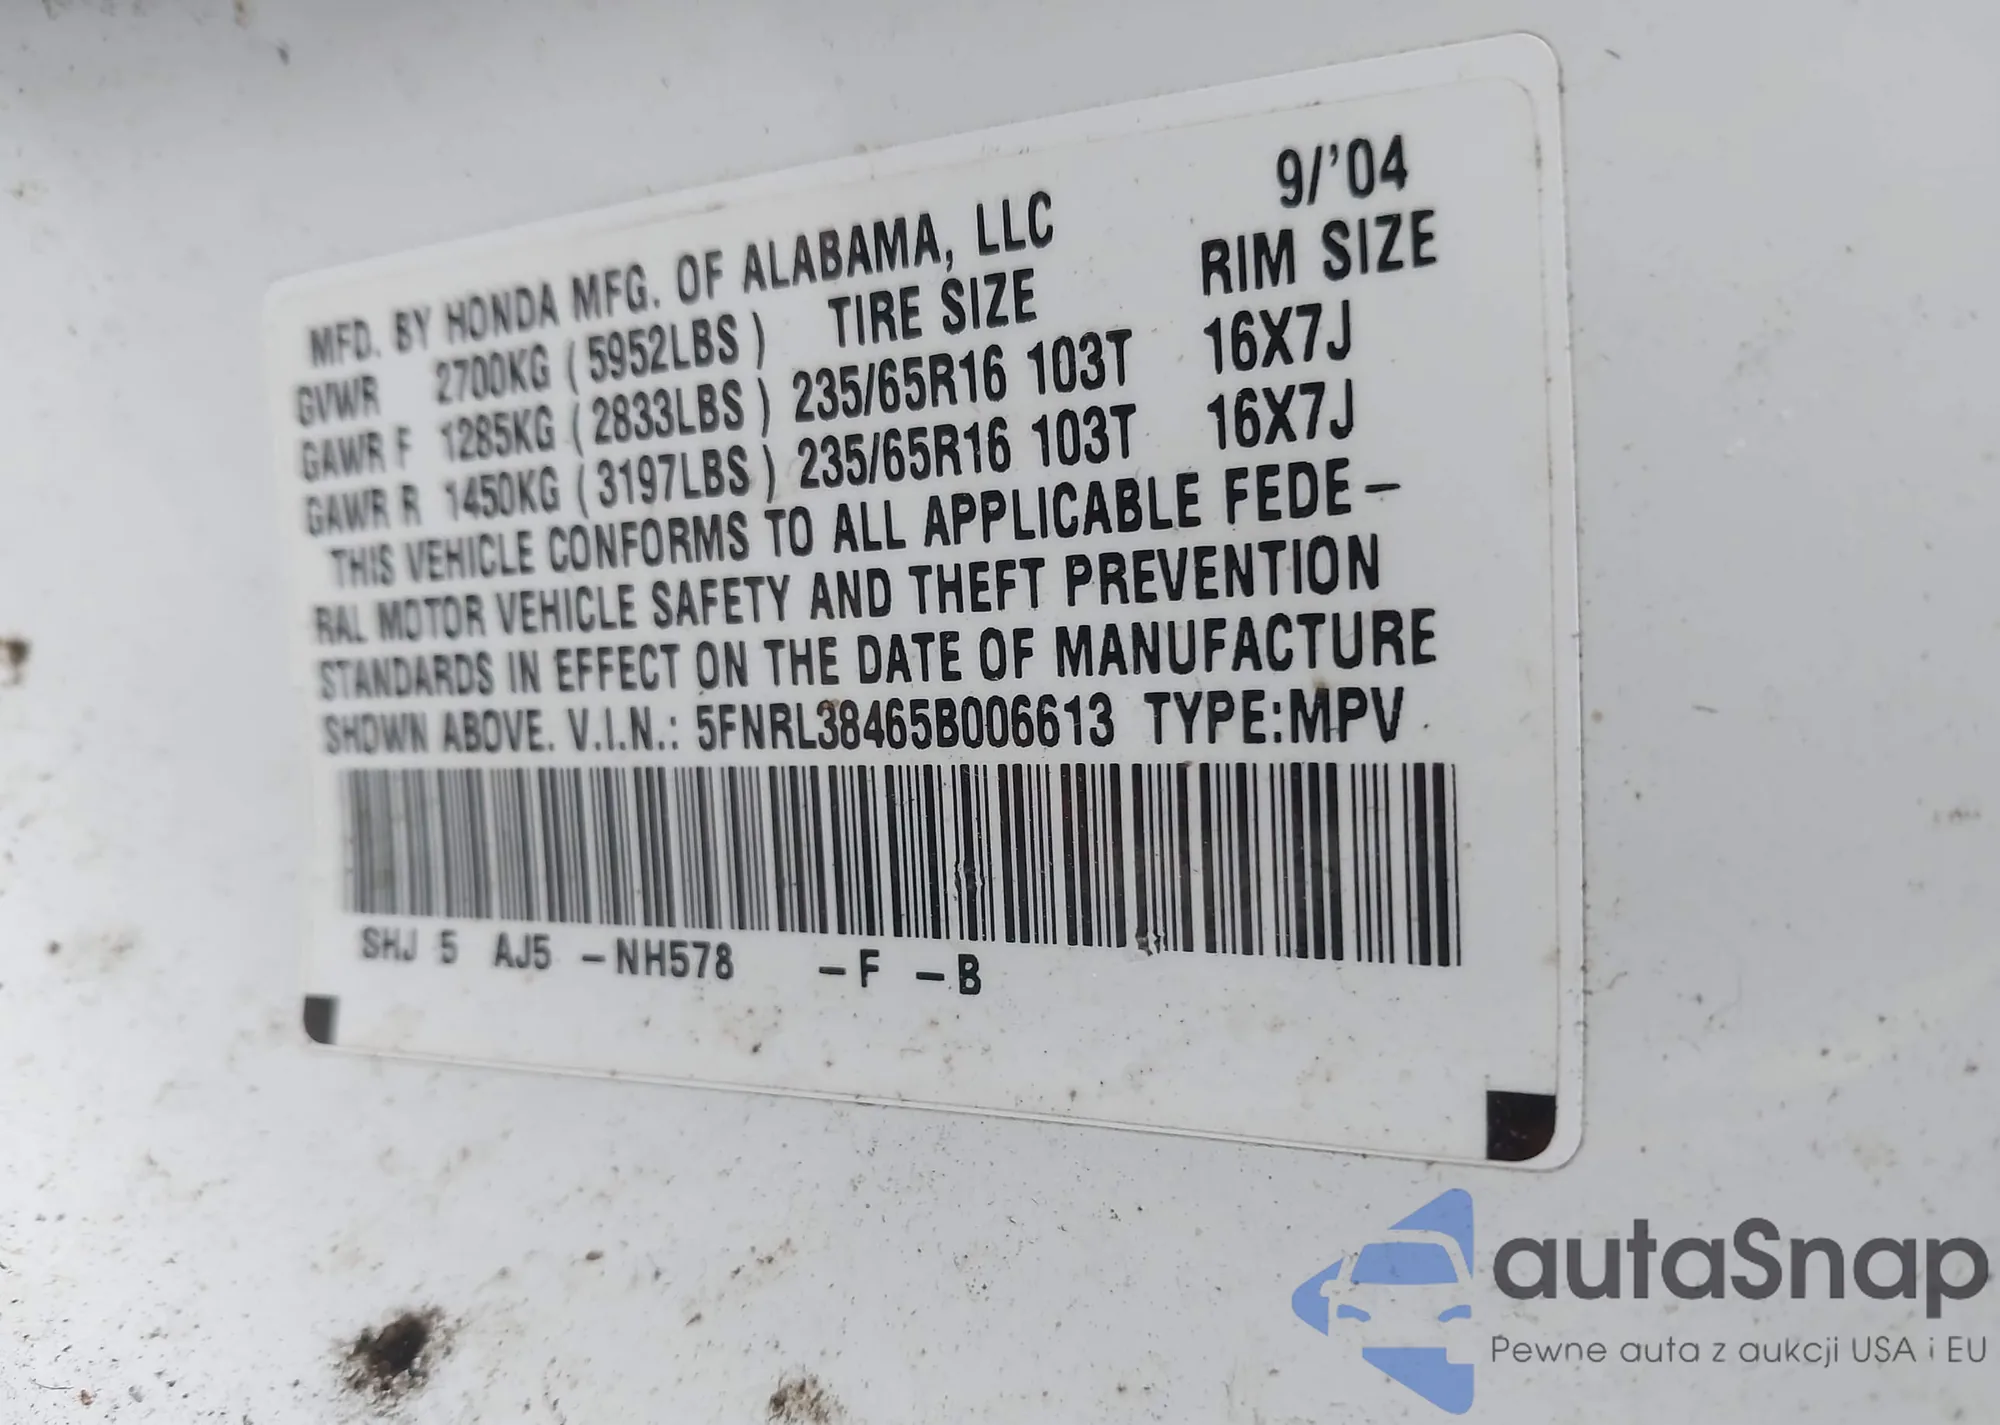 9/'04
MFD. BY HONDA MFG. OF ALABAMA, LLC
GVWR 2700KG (5952LBS) TIRE SIZE RIM SIZE
GAWR F 1285KG (2833LBS) 235/65R16 103T 16X7J
GAWR R 1450KG (3197LBS) 235/65R16 103T 16X7J
THIS VEHICLE CONFORMS TO ALL APPLICABLE FEDE-
RAL MOTOR VEHICLE SAFETY AND THEFT PREVENTION
STANDARDS IN EFFECT ON THE DATE OF MANUFACTURE
SHOWN ABOVE. V.I.N.: 5FNRL38465B006613 TYPE:MPV
SHJ 5 AJ5 -NH578 -F -B
autaSnap
Pewne auta z aukcji USA i EU